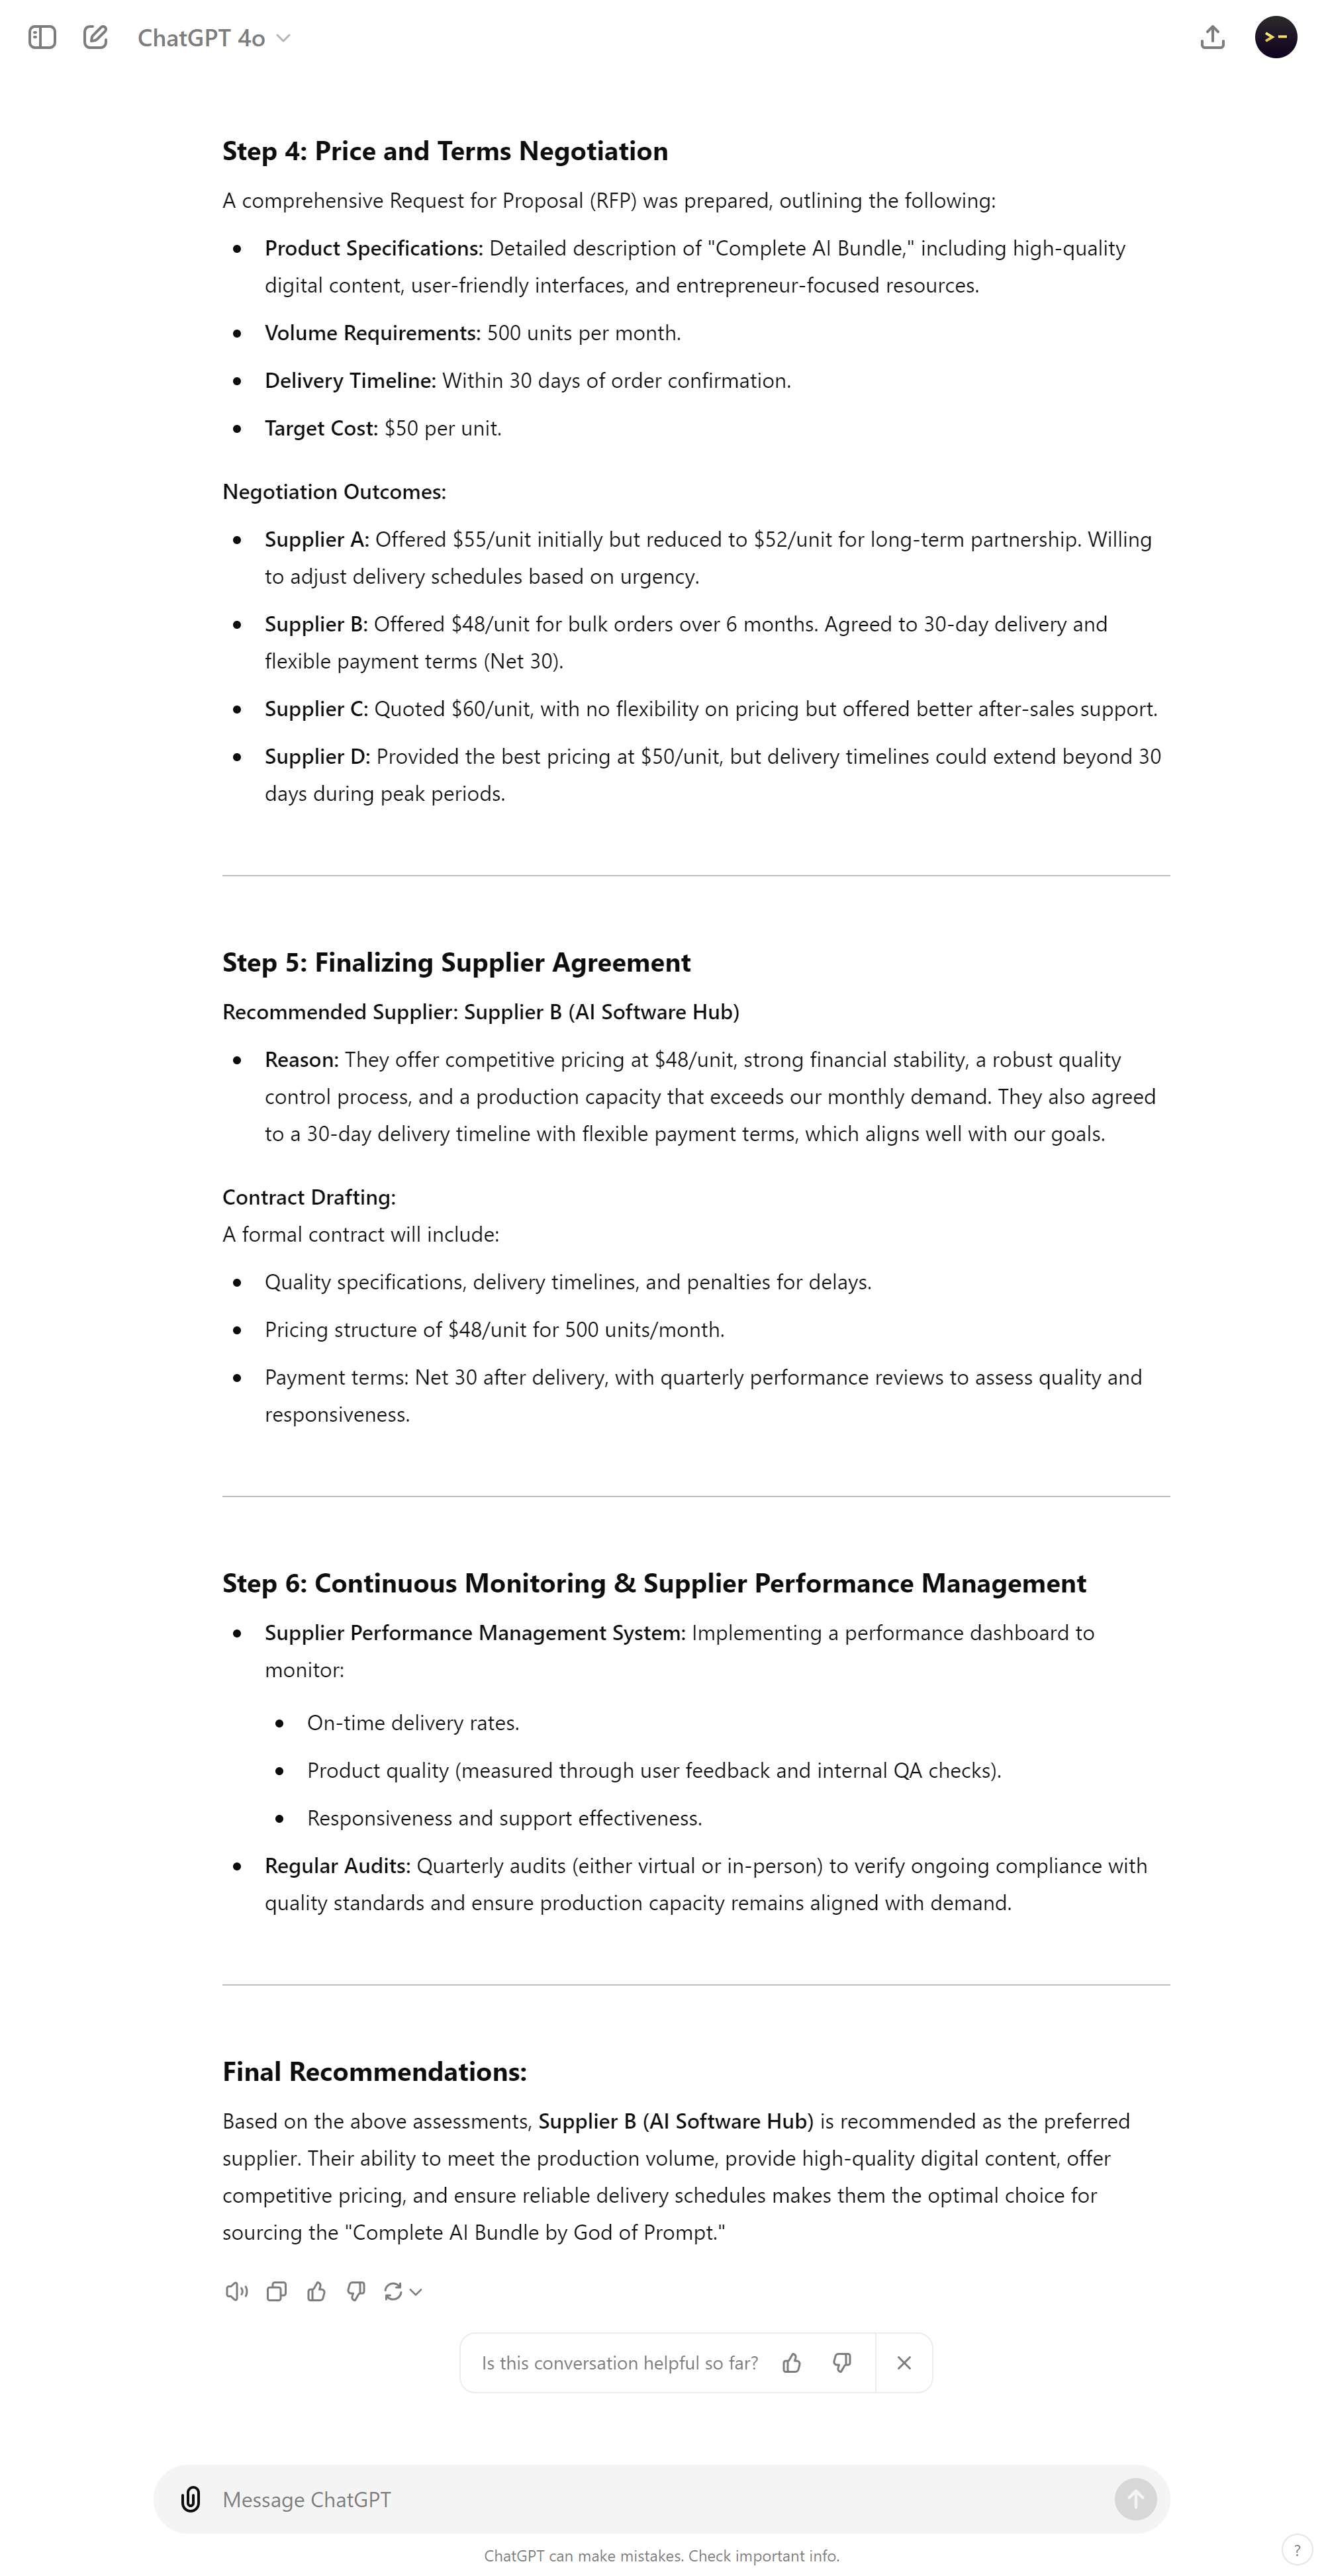 ChatGPT 4o
Step 4: Price and Terms Negotiation
A comprehensive Request for Proposal (RFP) was prepared, outlining the following:
• Product Specifications: Detailed description of "Complete AI Bundle," including high-quality
digital content, user-friendly interfaces, and entrepreneur-focused resources.
• Volume Requirements: 500 units per month.
• Delivery Timeline: Within 30 days of order confirmation.
• Target Cost: $50 per unit.
Negotiation Outcomes:
• Supplier A: Offered $55/unit initially but reduced to $52/unit for long-term partnership. Willing
to adjust delivery schedules based on urgency.
• Supplier B: Offered $48/unit for bulk orders over 6 months. Agreed to 30-day delivery and
flexible payment terms (Net 30).
• Supplier C: Quoted $60/unit, with no flexibility on pricing but offered better after-sales support.
• Supplier D: Provided the best pricing at $50/unit, but delivery timelines could extend beyond 30
days during peak periods.
Step 5: Finalizing Supplier Agreement
Recommended Supplier: Supplier B (AI Software Hub)
• Reason: They offer competitive pricing at $48/unit, strong financial stability, a robust quality
control process, and a production capacity that exceeds our monthly demand. They also agreed
to a 30-day delivery timeline with flexible payment terms, which aligns well with our goals.
Contract Drafting:
A formal contract will include:
• Quality specifications, delivery timelines, and penalties for delays.
• Pricing structure of $48/unit for 500 units/month.
• Payment terms: Net 30 after delivery, with quarterly performance reviews to assess quality and
responsiveness.
Step 6: Continuous Monitoring & Supplier Performance Management
• Supplier Performance Management System: Implementing a performance dashboard to
monitor:
• On-time delivery rates.
• Product quality (measured through user feedback and internal QA checks).
• Responsiveness and support effectiveness.
• Regular Audits: Quarterly audits (either virtual or in-person) to verify ongoing compliance with
quality standards and ensure production capacity remains aligned with demand.
Final Recommendations:
Based on the above assessments, Supplier B (AI Software Hub) is recommended as the preferred
supplier. Their ability to meet the production volume, provide high-quality digital content, offer
competitive pricing, and ensure reliable delivery schedules makes them the optimal choice for
sourcing the "Complete AI Bundle by God of Prompt."
Is this conversation helpful so far?
Message ChatGPT
ChatGPT can make mistakes. Check important info.
?